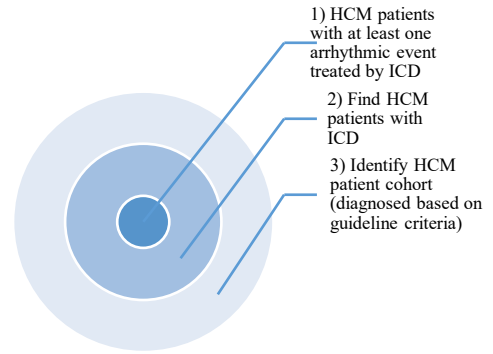 1) HCM patients
with at least one
arrhythmic event
treated by ICD
2) Find HCM
patients with
ICD
3) Identify HCM
patient cohort
(diagnosed based on
guideline criteria)